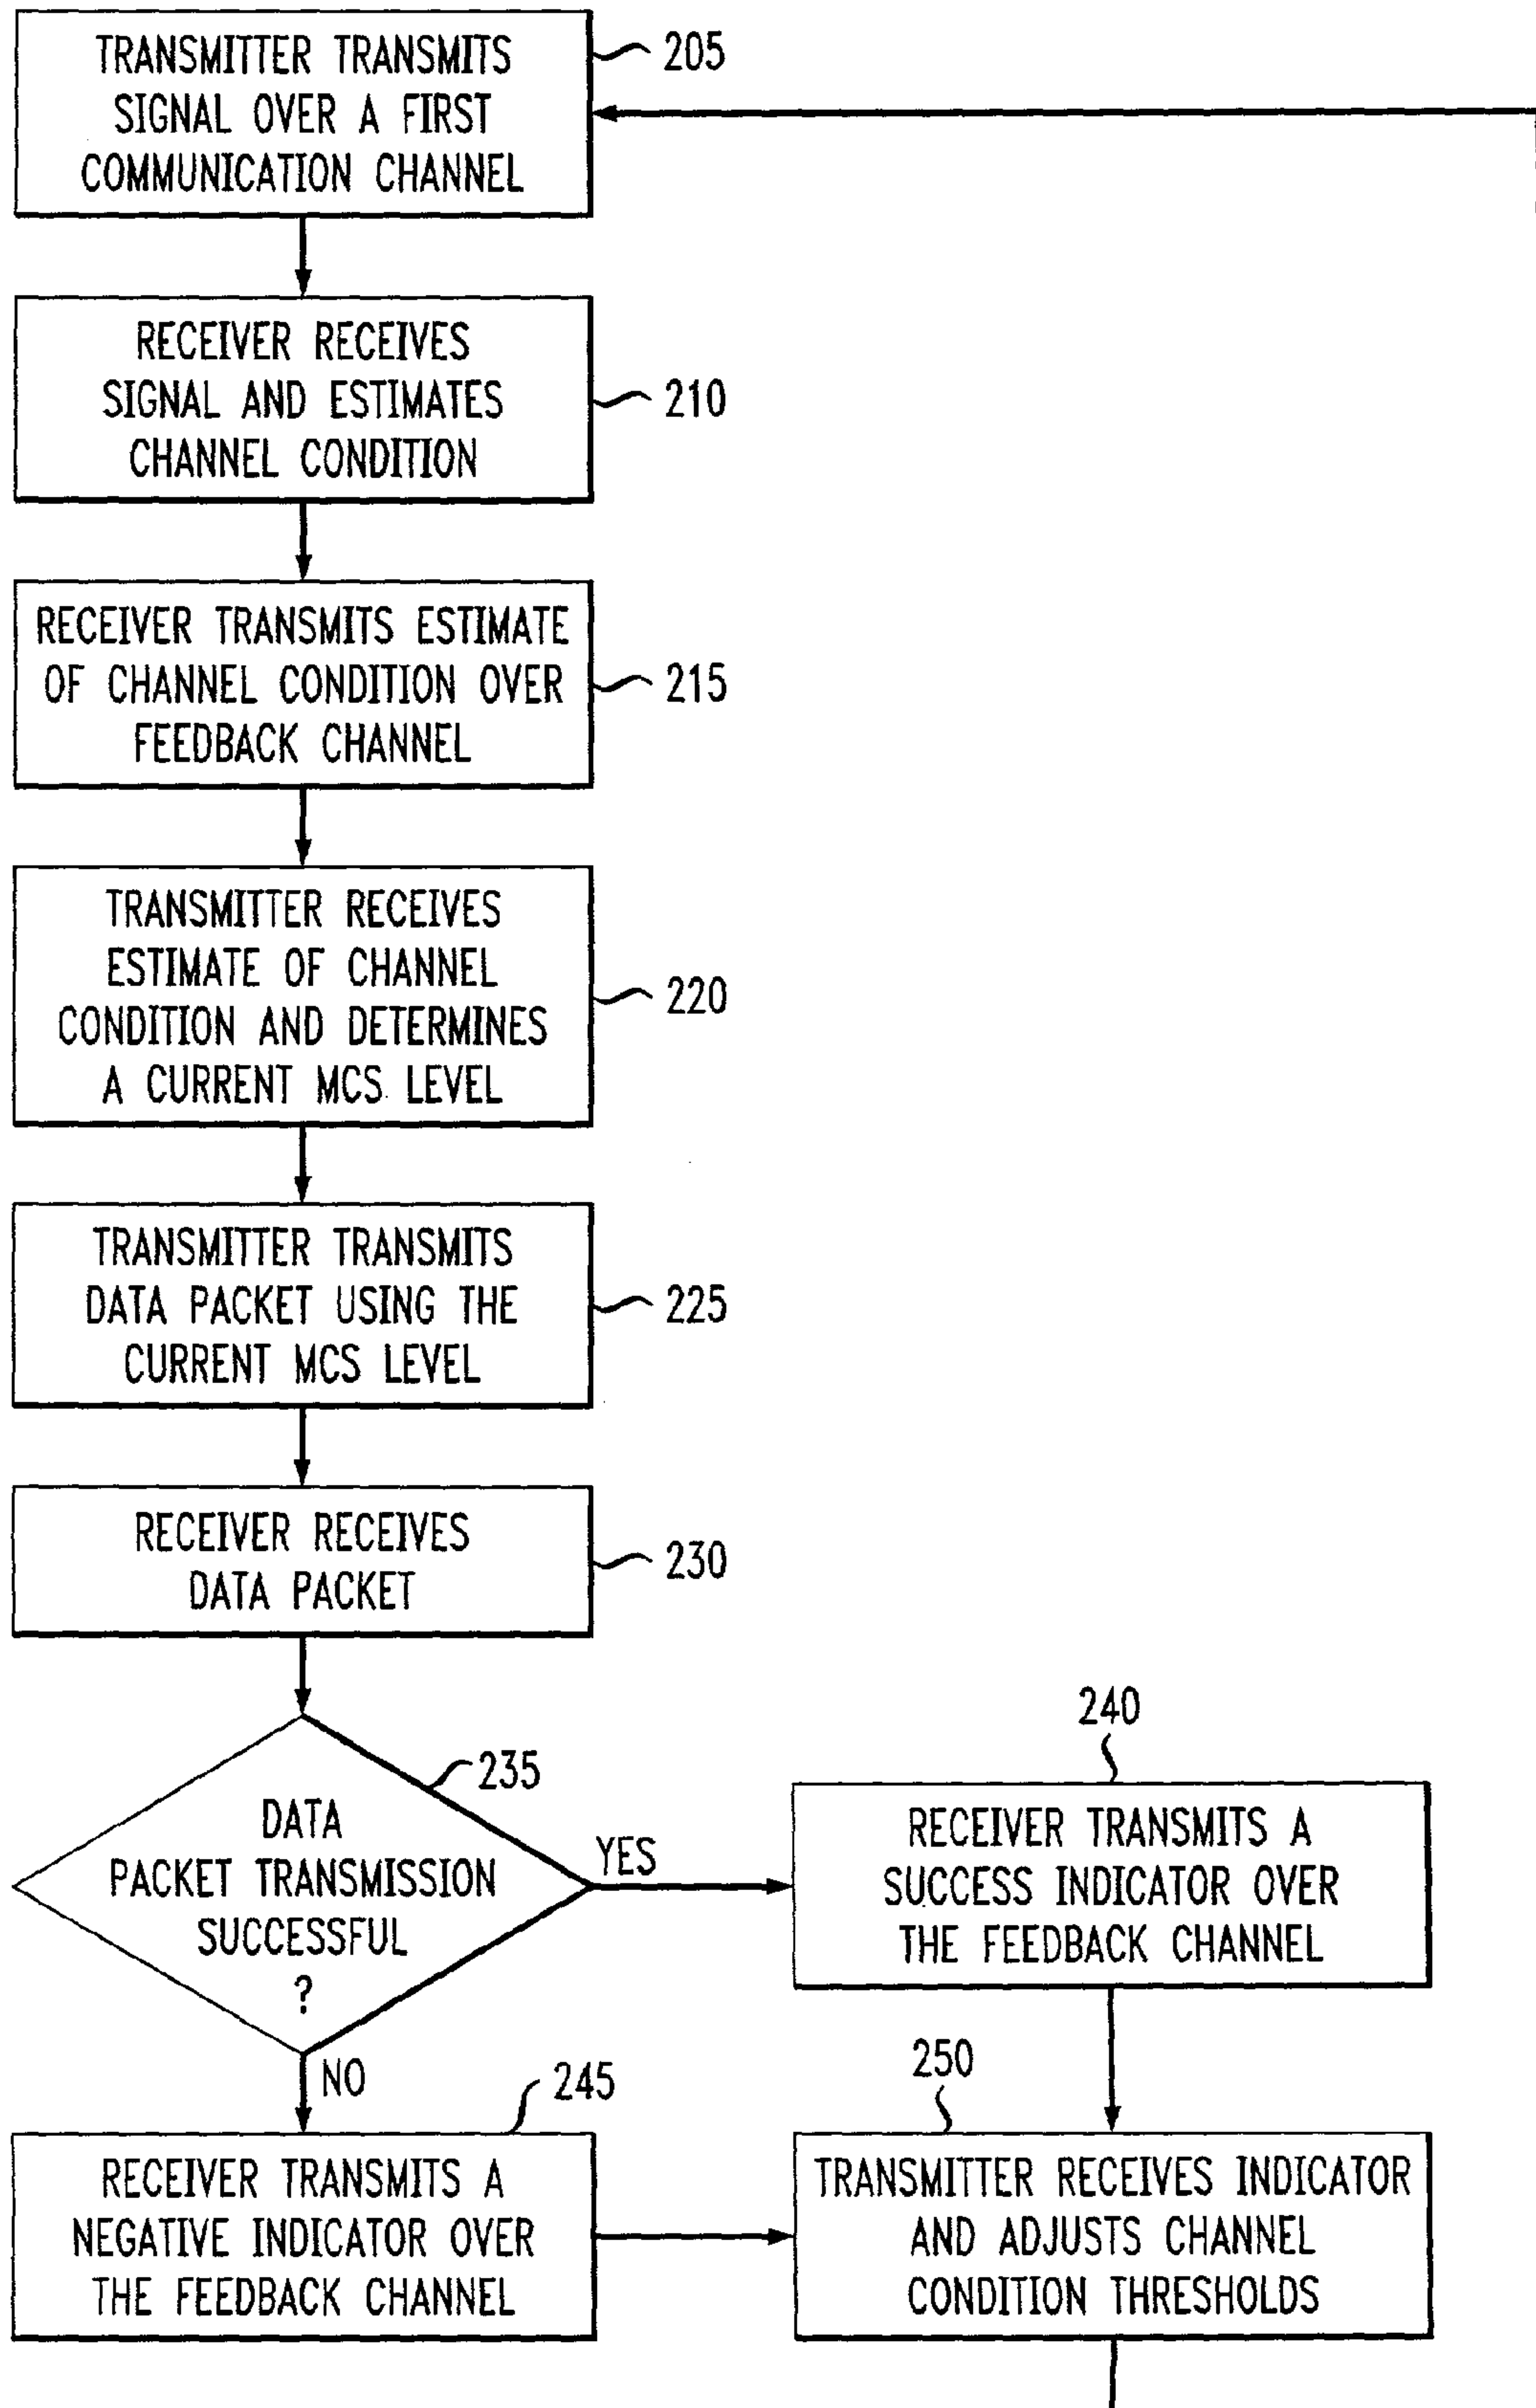 TRANSMITTER TRANSMITS
SIGNAL OVER A FIRST
COMMUNICATION CHANNEL
205
RECEIVER RECEIVES
SIGNAL AND ESTIMATES
CHANNEL CONDITION
210
RECEIVER TRANSMITS ESTIMATE
OF CHANNEL CONDITION OVER
FEEDBACK CHANNEL
215
TRANSMITTER RECEIVES
ESTIMATE OF CHANNEL
CONDITION AND DETERMINES
A CURRENT MCS LEVEL
220
TRANSMITTER TRANSMITS
DATA PACKET USING THE
CURRENT MCS LEVEL
225
RECEIVER RECEIVES
DATA PACKET
230
DATA
PACKET TRANSMISSION
SUCCESSFUL
?
235
YES
240
RECEIVER TRANSMITS A
SUCCESS INDICATOR OVER
THE FEEDBACK CHANNEL
NO
245
RECEIVER TRANSMITS A
NEGATIVE INDICATOR OVER
THE FEEDBACK CHANNEL
250
TRANSMITTER RECEIVES INDICATOR
AND ADJUSTS CHANNEL
CONDITION THRESHOLDS